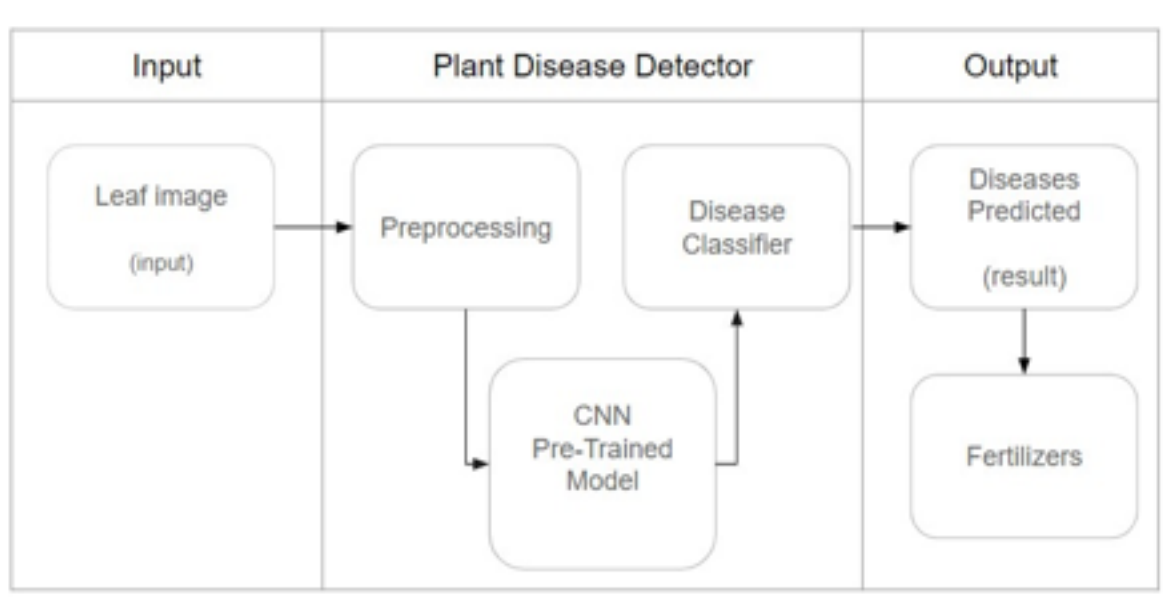 Input
Plant Disease Detector
Output
Leaf image
(input)
Preprocessing
Disease
Classifier
Diseases
Predicted
(result)
CNN
Pre-Trained
Model
Fertilizers